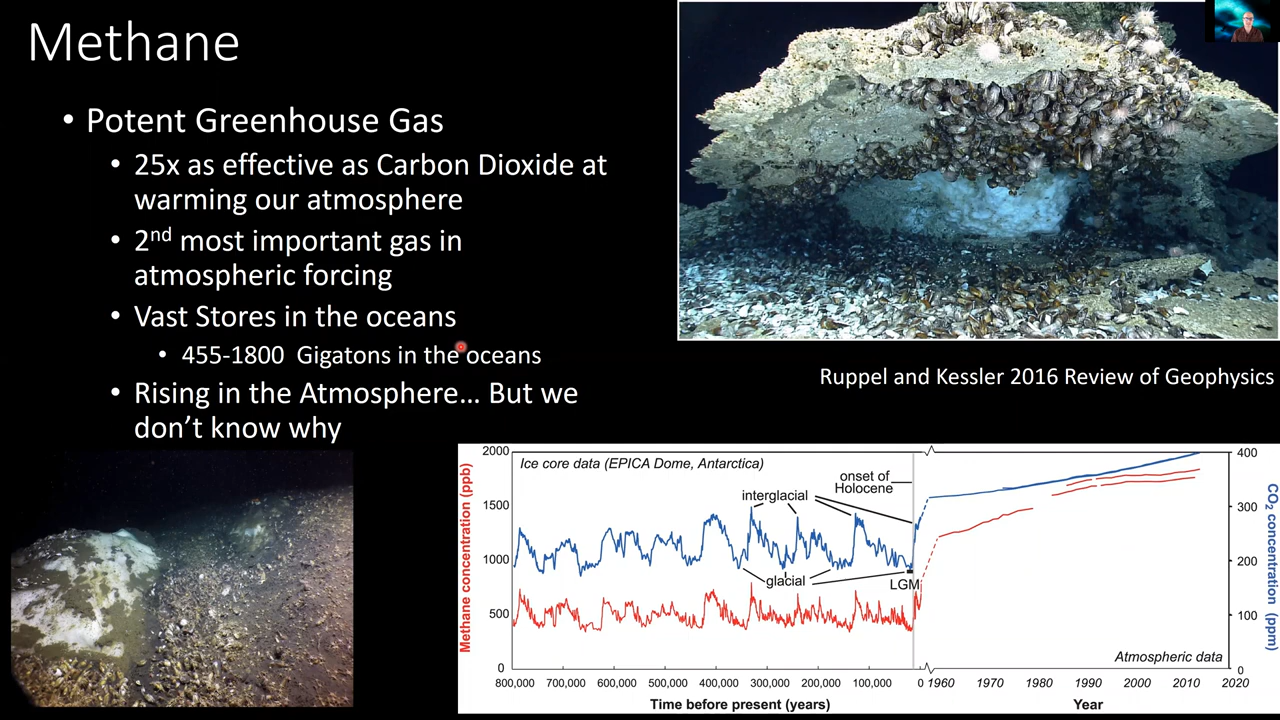 Methane
• Potent Greenhouse Gas
• 25x as effective as Carbon Dioxide at
warming our atmosphere
• 2nd most important gas in
atmospheric forcing
• Vast Stores in the oceans
• 455-1800 Gigatons in the oceans
• Rising in the Atmosphere... But we
don't know why
Ruppel and Kessler 2016 Review of Geophysics
Methane concentration (ppb)
2000
1500
1000
500
0
Ice core data (EPICA Dome, Antarctica)
onset of
Holocene
interglacial
glacial
LGM
Atmospheric data
400
300
200
100
0
CO2 concentration (ppm)
800,000 700,000 600,000 500,000 400,000 300,000 200,000 100,000 0 1960 1970 1980 1990 2000 2010 2020
Time before present (years)
Year